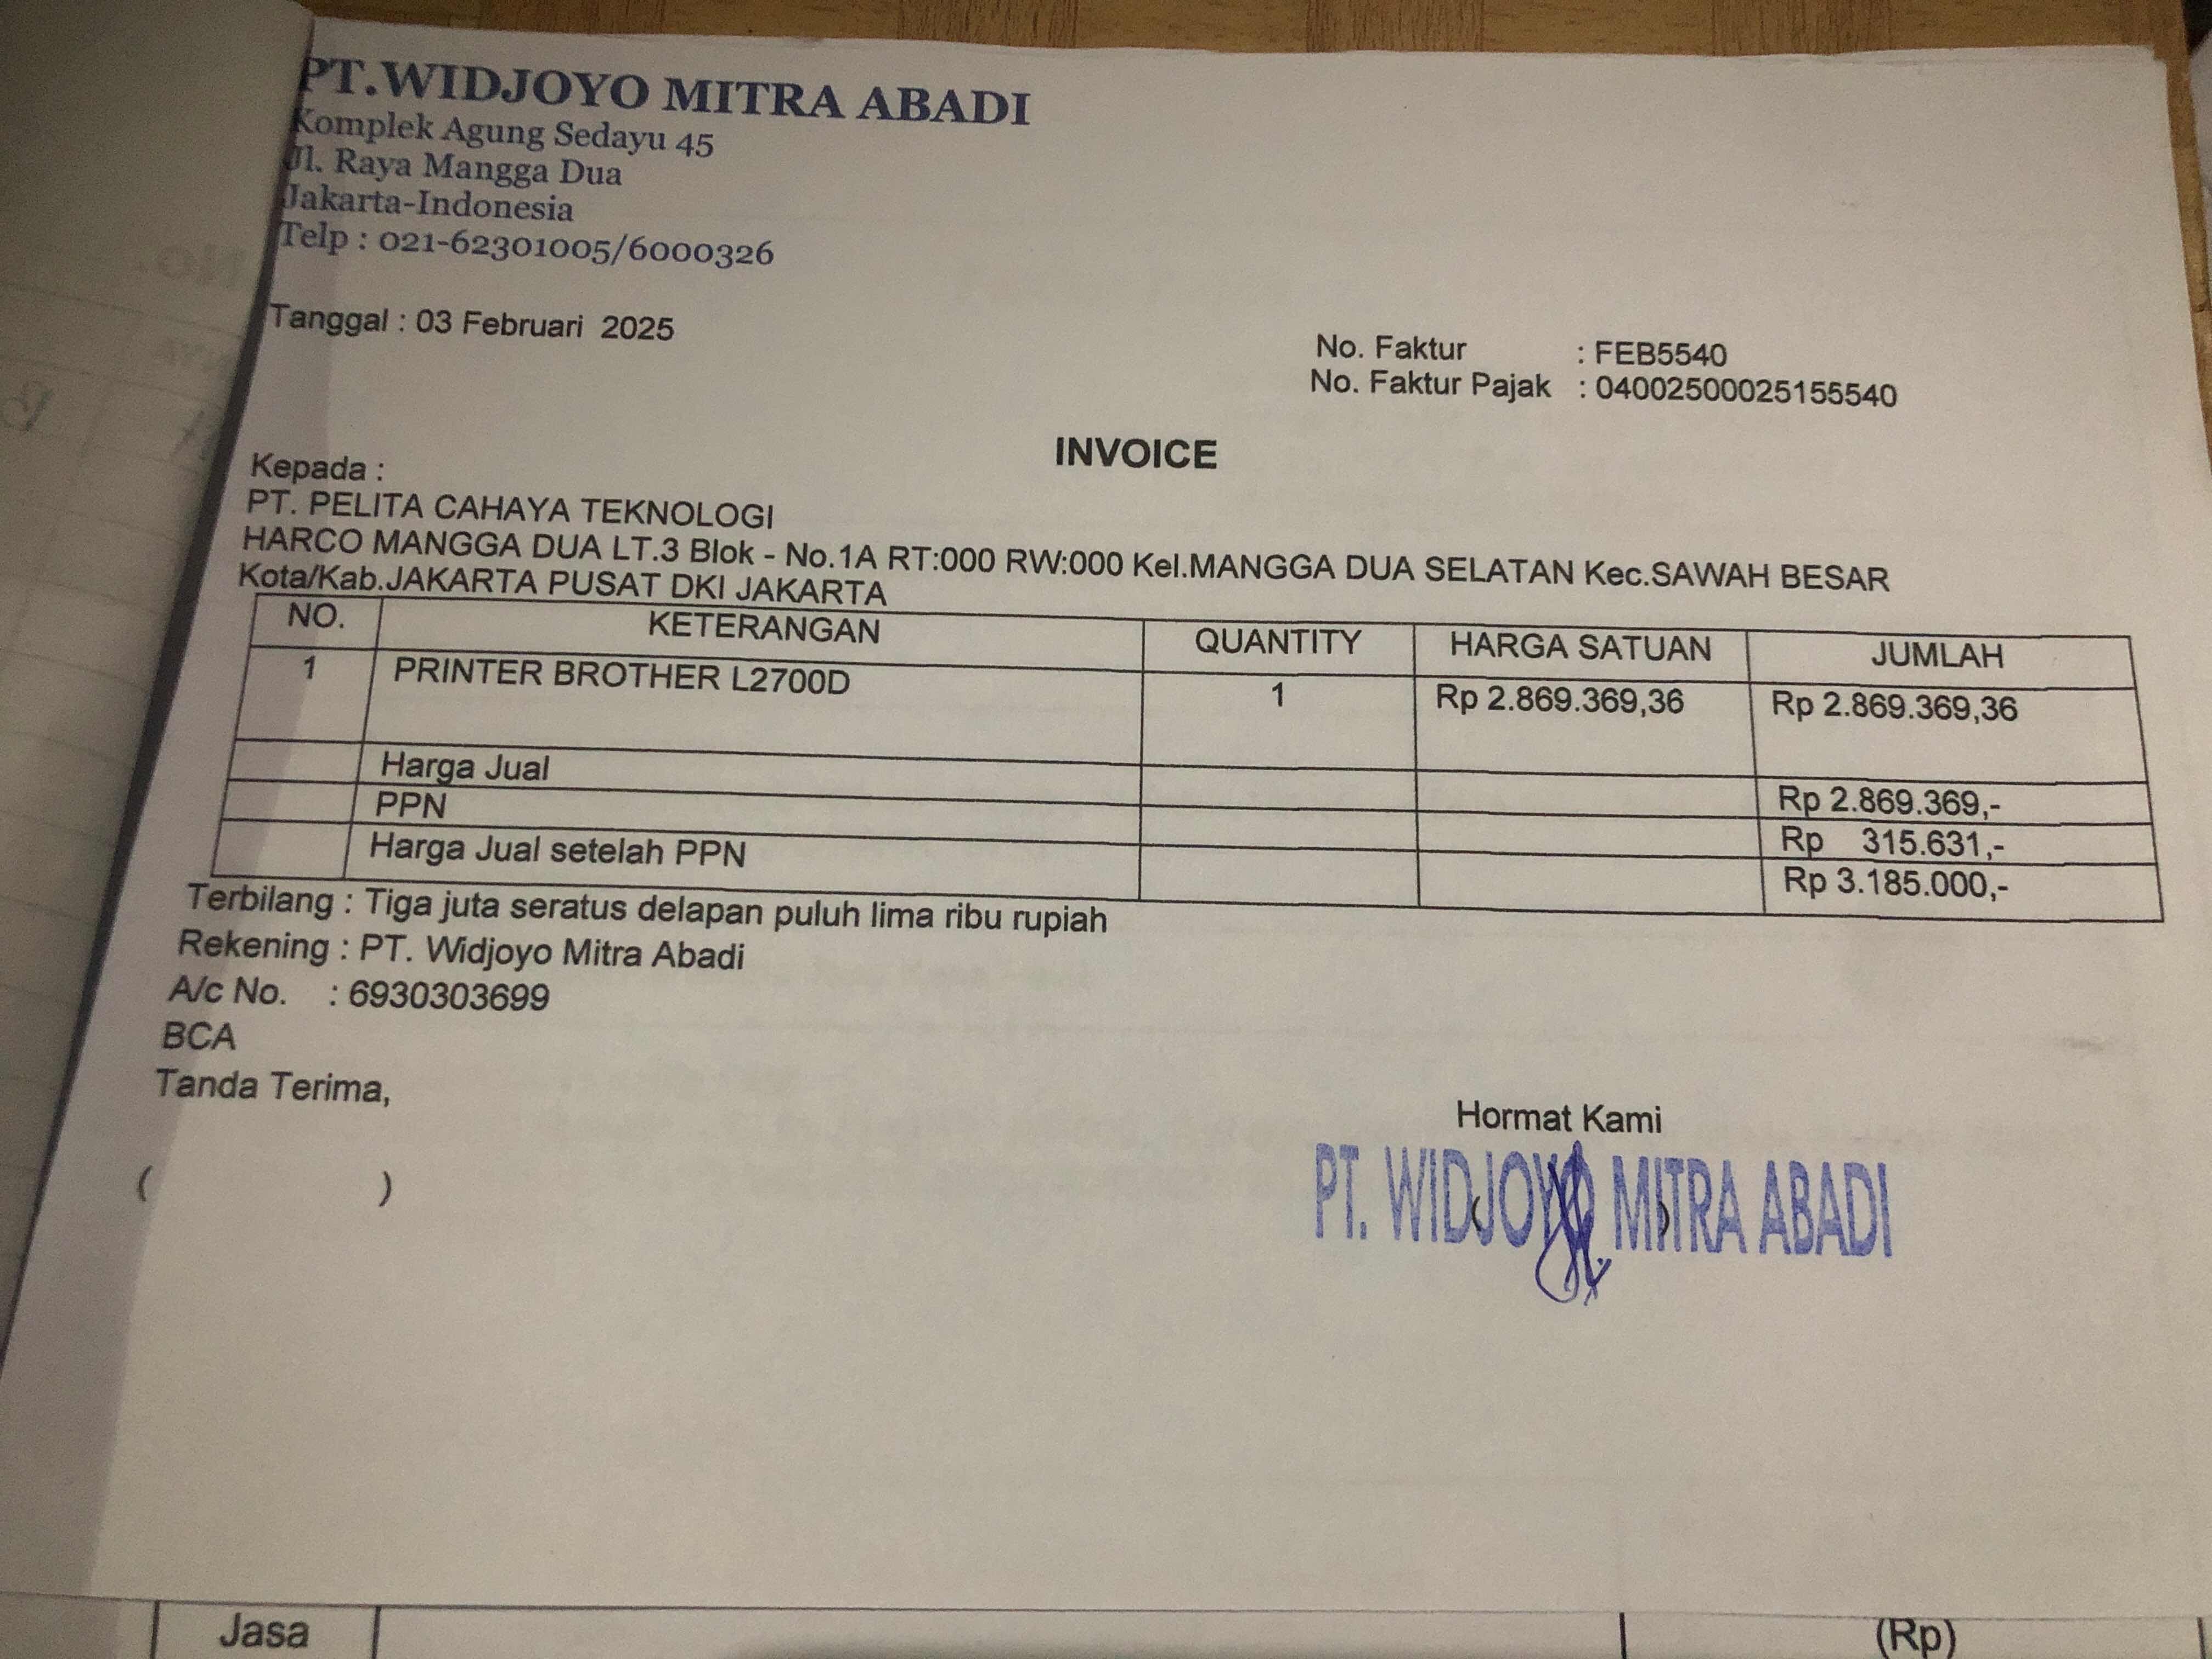 PT.WIDJOYO MITRA ABADI
Komplek Agung Sedayu 45
Jl. Raya Mangga Dua
Jakarta-Indonesia
Telp : 021-62301005/6000326
Tanggal : 03 Februari 2025
No. Faktur : FEB5540
No. Faktur Pajak : 04002500025155540
INVOICE
Kepada :
PT. PELITA CAHAYA TEKNOLOGI
HARCO MANGGA DUA LT.3 Blok - No.1A RT:000 RW:000 Kel.MANGGA DUA SELATAN Kec.SAWAH BESAR
Kota/Kab.JAKARTA PUSAT DKI JAKARTA
NO. KETERANGAN QUANTITY HARGA SATUAN JUMLAH
1 PRINTER BROTHER L2700D 1 Rp 2.869.369,36 Rp 2.869.369,36
Harga Jual Rp 2.869.369,-
PPN Rp 315.631,-
Harga Jual setelah PPN Rp 3.185.000,-
Terbilang : Tiga juta seratus delapan puluh lima ribu rupiah
Rekening : PT. Widjoyo Mitra Abadi
A/c No. : 6930303699
BCA
Tanda Terima,
Hormat Kami
( )
PT. WIDJOYO MITRA ABADI
Jasa (Rp)